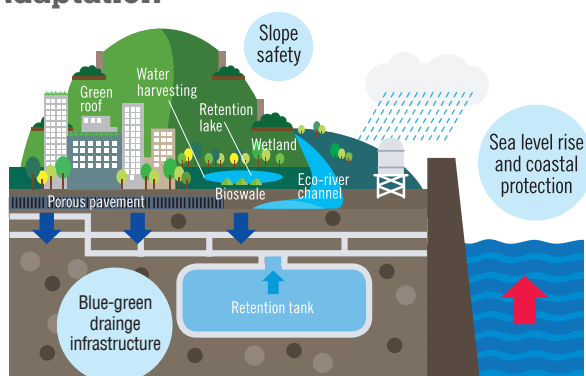 Adaptation
Slope
safety
Water
harvesting
Green
roof
Retention
lake
Wetland
Sea level rise
and coastal
protection
Eco-river
channel
Bioswale
Porous pavement
Retention tank
Blue-green
drainge
infrastructure